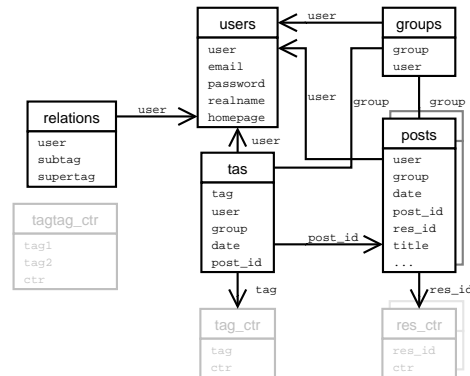 users
user
email
password
realname
homepage
groups
group
user
user
user
group
group
relations
user
subtag
supertag
user
user
posts
user
group
date
post_id
res_id
title
...
tas
tag
user
group
date
post_id
post_id
tagtag_ctr
tag1
tag2
ctr
tag
res_id
tag_ctr
tag
ctr
res_ctr
res_id
ctr